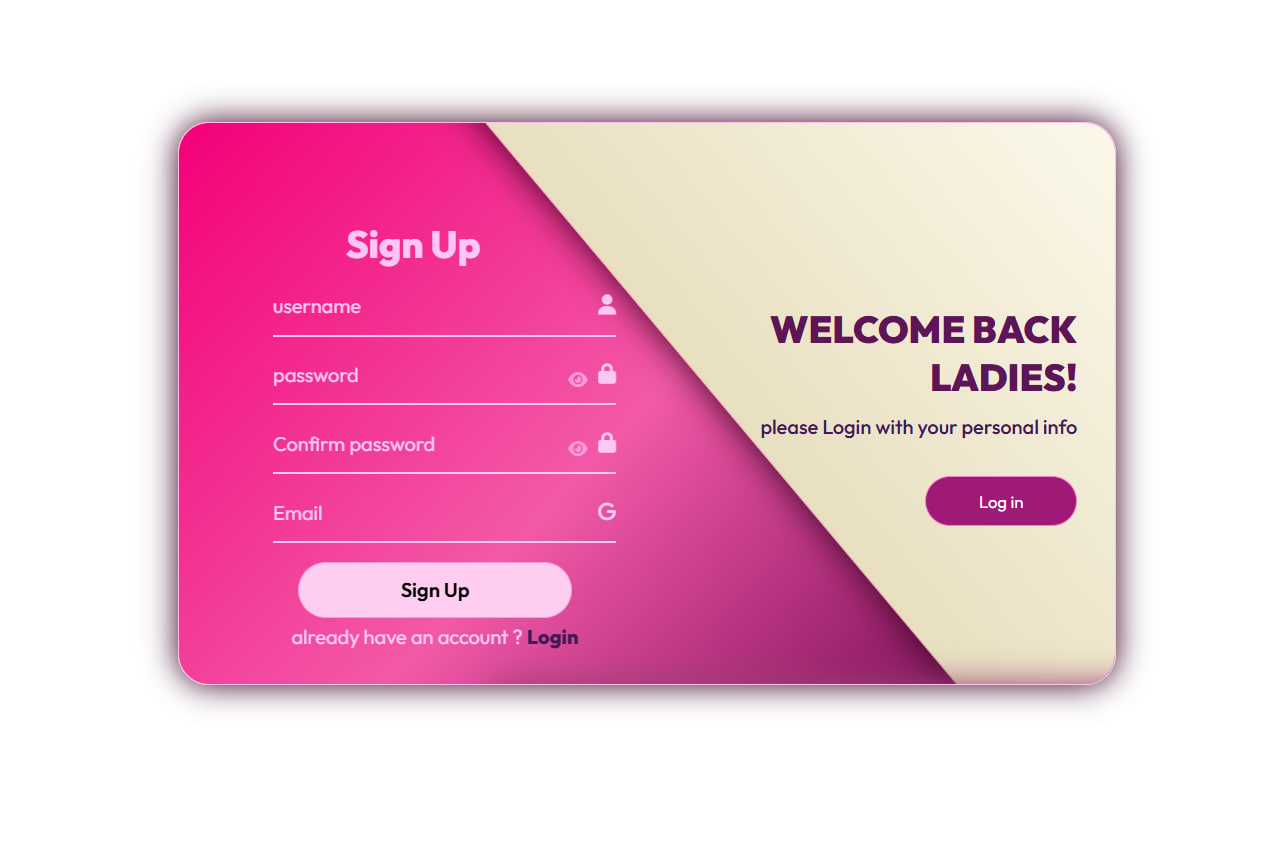 Sign Up
username
password
Confirm password
Email
Sign Up
already have an account ? Login
WELCOME BACK
LADIES!
please Login with your personal info
Log in